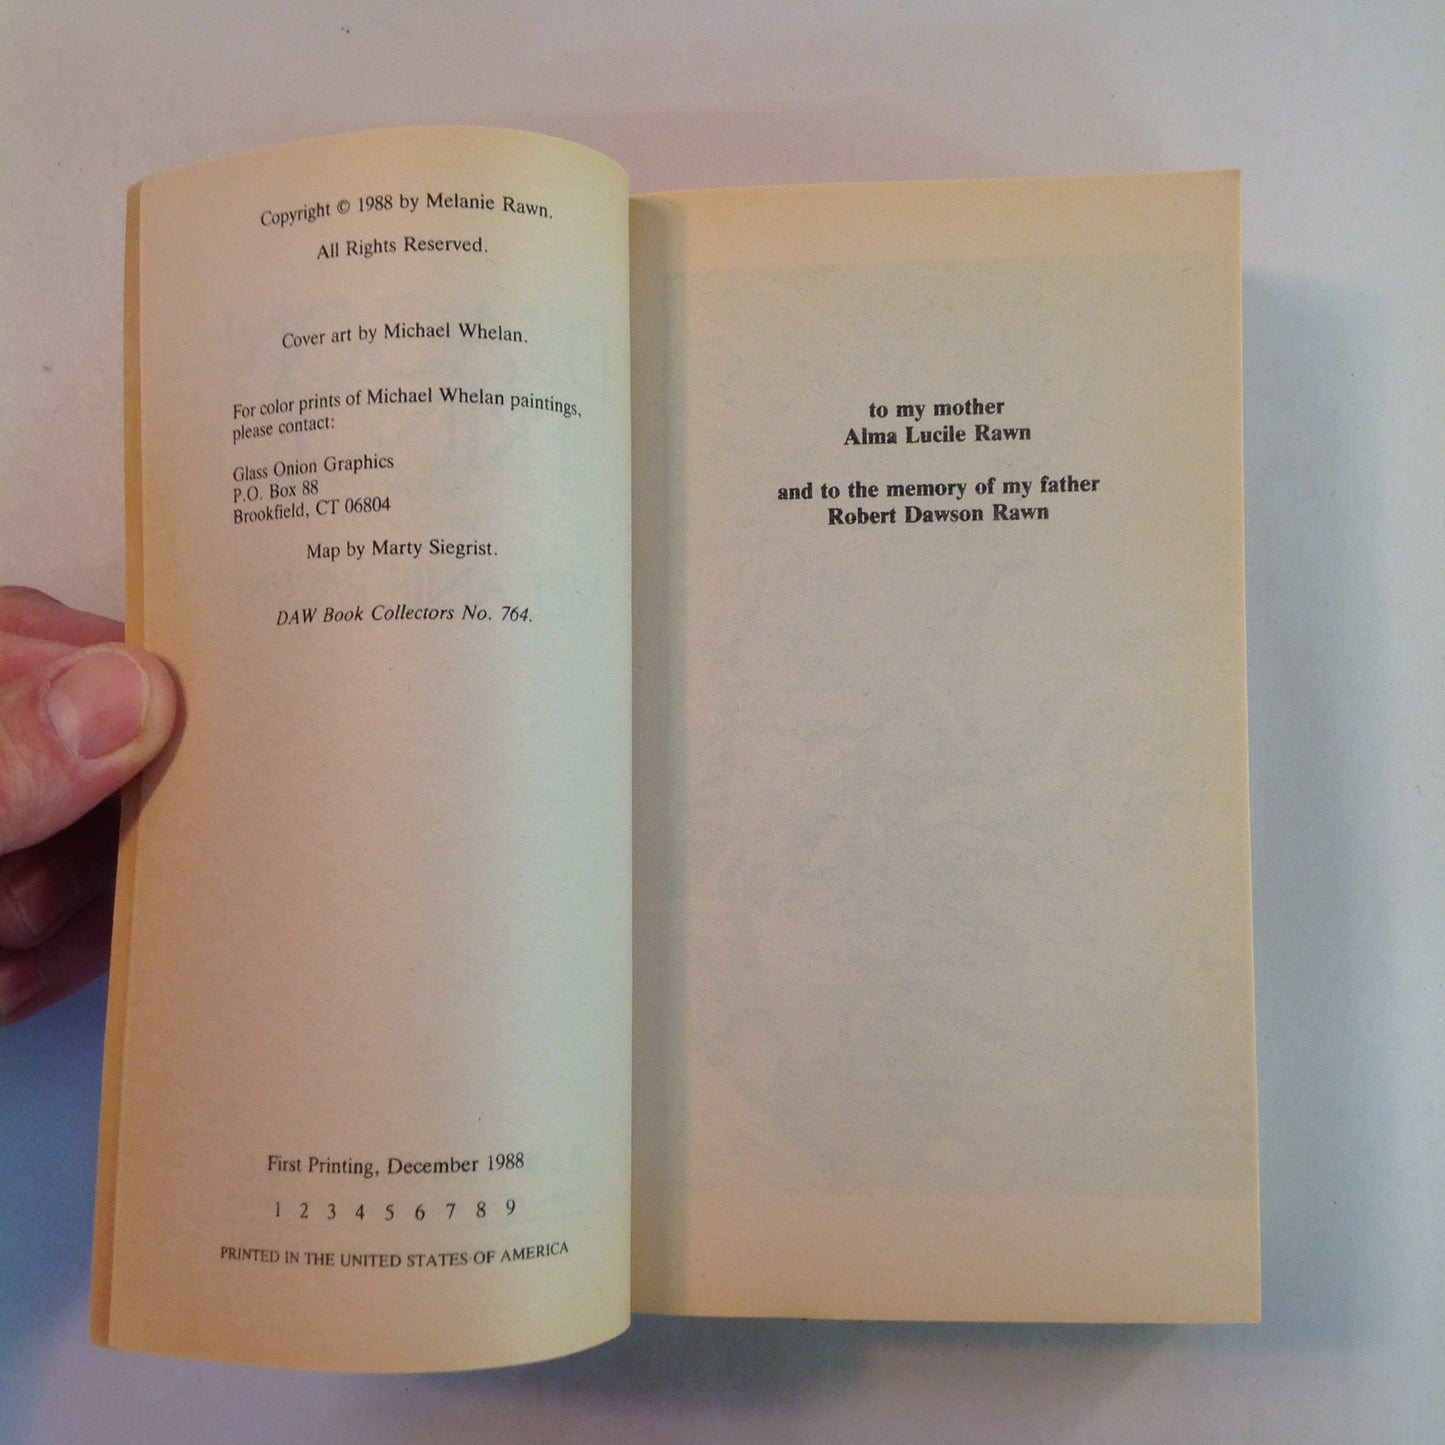 Copyright © 1988 by Melanie Rawn.
All Rights Reserved.
Cover art by Michael Whelan.
For color prints of Michael Whelan paintings,
please contact:
Glass Onion Graphics
P.O. Box 88
Brookfield, CT 06804
Map by Marty Siegrist.
DAW Book Collectors No. 764.
First Printing, December 1988
1 2 3 4 5 6 7 8 9
PRINTED IN THE UNITED STATES OF AMERICA
to my mother
Alma Lucile Rawn
and to the memory of my father
Robert Dawson Rawn